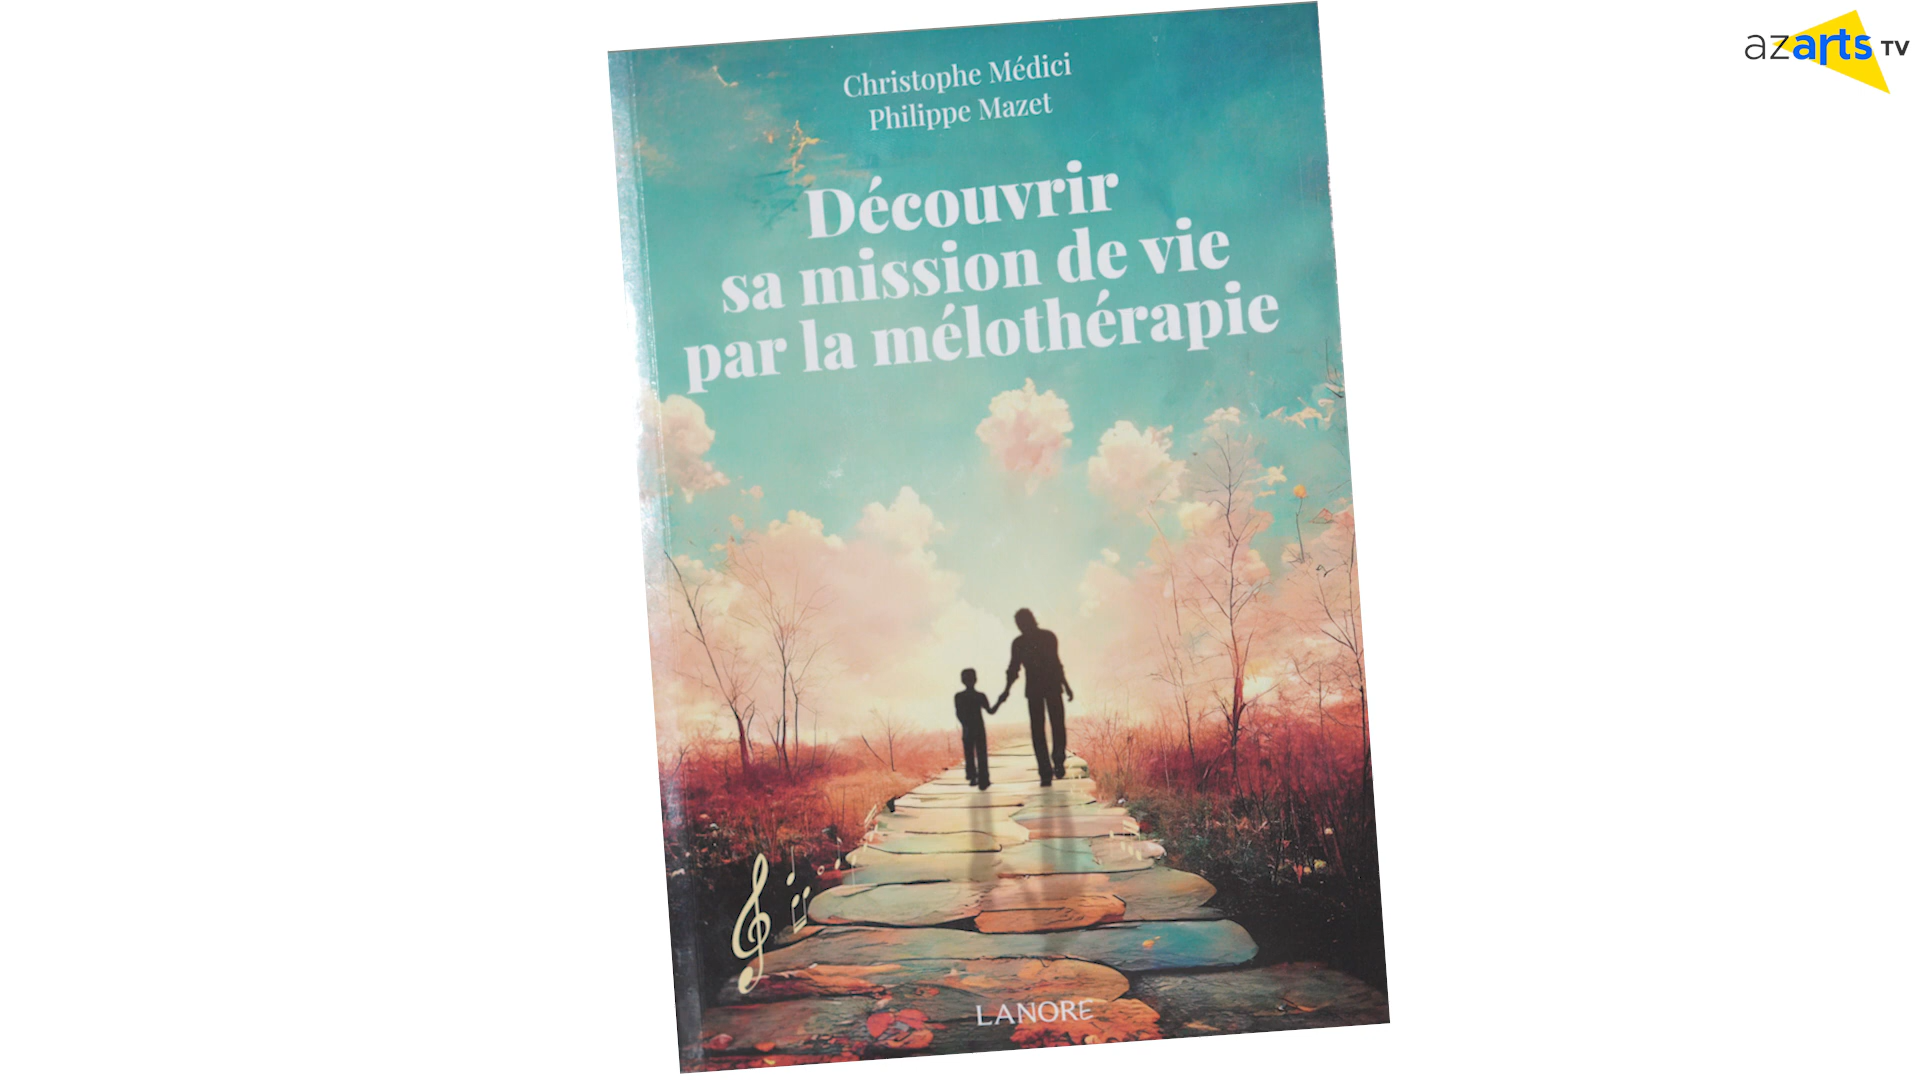 azarts TV
Christophe Médici
Philippe Mazet
Découvrir
sa mission de vie
par la mélothérapie
LANORE